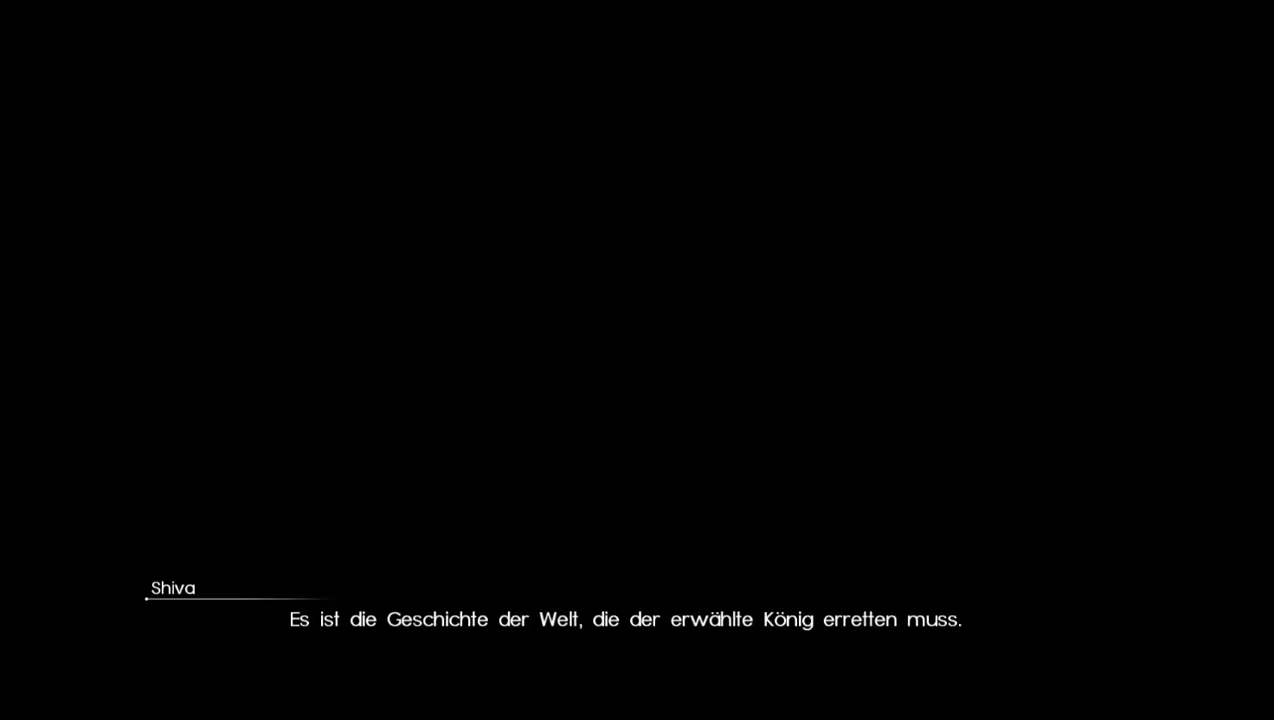 Shiva
Es ist die Geschichte der Welt, die der erwählte König erretten muss.